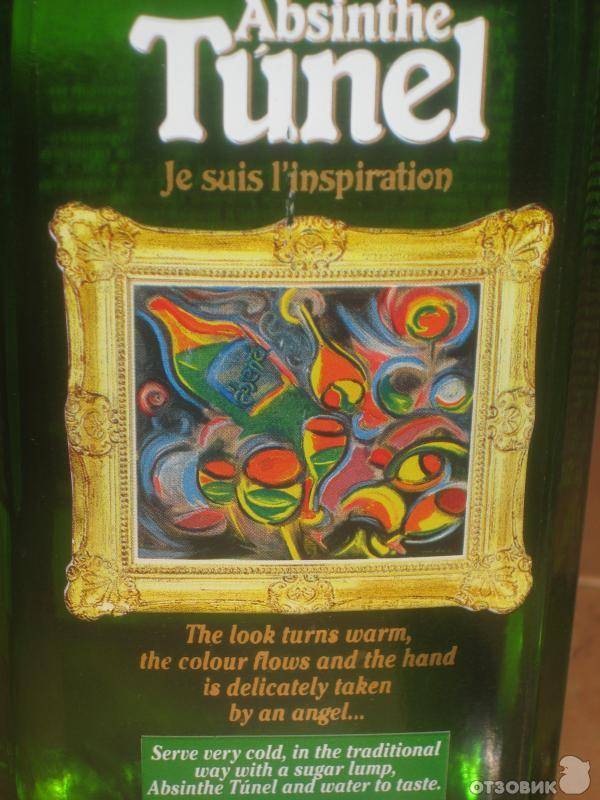 Absinthe
Túnel
Je suis l'inspiration
The look turns warm,
the colour flows and the hand
is delicately taken
by an angel...
Serve very cold, in the traditional
way with a sugar lump,
Absinthe Túnel and water to taste.
ОТЗОВИК